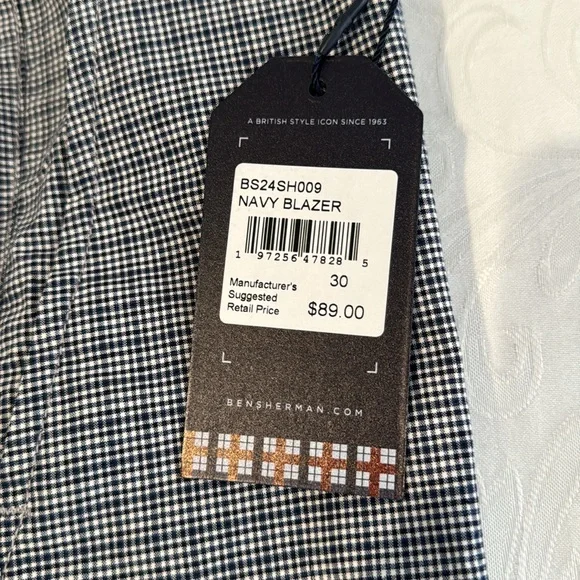 A BRITISH STYLE ICON SINCE 1963
BS24SH009
NAVY BLAZER
1 97256 47828 5
30
Manufacturer's
Suggested
Retail Price $89.00
BENSHERMAN.COM